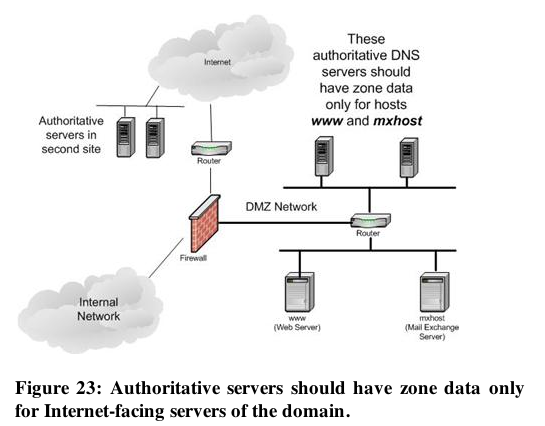 Internet
These
authoritative DNS
servers should
have zone data
only for hosts
www and mxhost
Authoritative
servers in
second site
Router
DMZ Network
Router
Firewall
Internal
Network
www
(Web Server)
mxhost
(Mail Exchange
Server)
Figure 23: Authoritative servers should have zone data only
for Internet-facing servers of the domain.